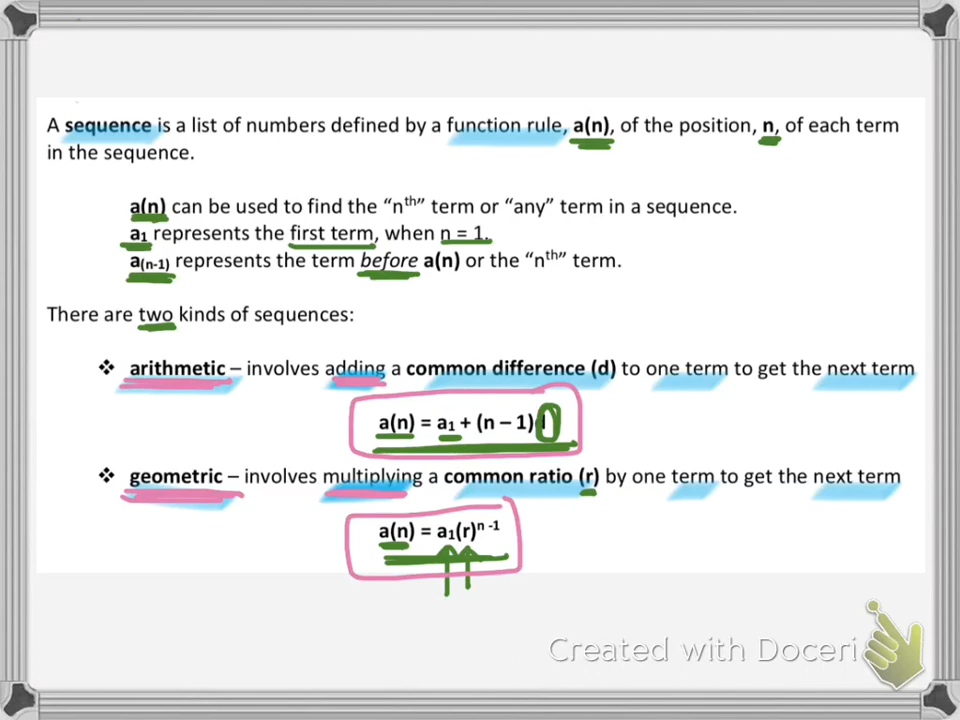 A sequence is a list of numbers defined by a function rule, a(n), of the position, n, of each term
in the sequence.
a(n) can be used to find the “nth” term or “any” term in a sequence.
a1 represents the first term, when n = 1.
a(n-1) represents the term before a(n) or the “nth” term.
There are two kinds of sequences:
❖ arithmetic – involves adding a common difference (d) to one term to get the next term
a(n) = a1 + (n – 1)d
❖ geometric – involves multiplying a common ratio (r) by one term to get the next term
a(n) = a1(r)n -1
Created with Doceri